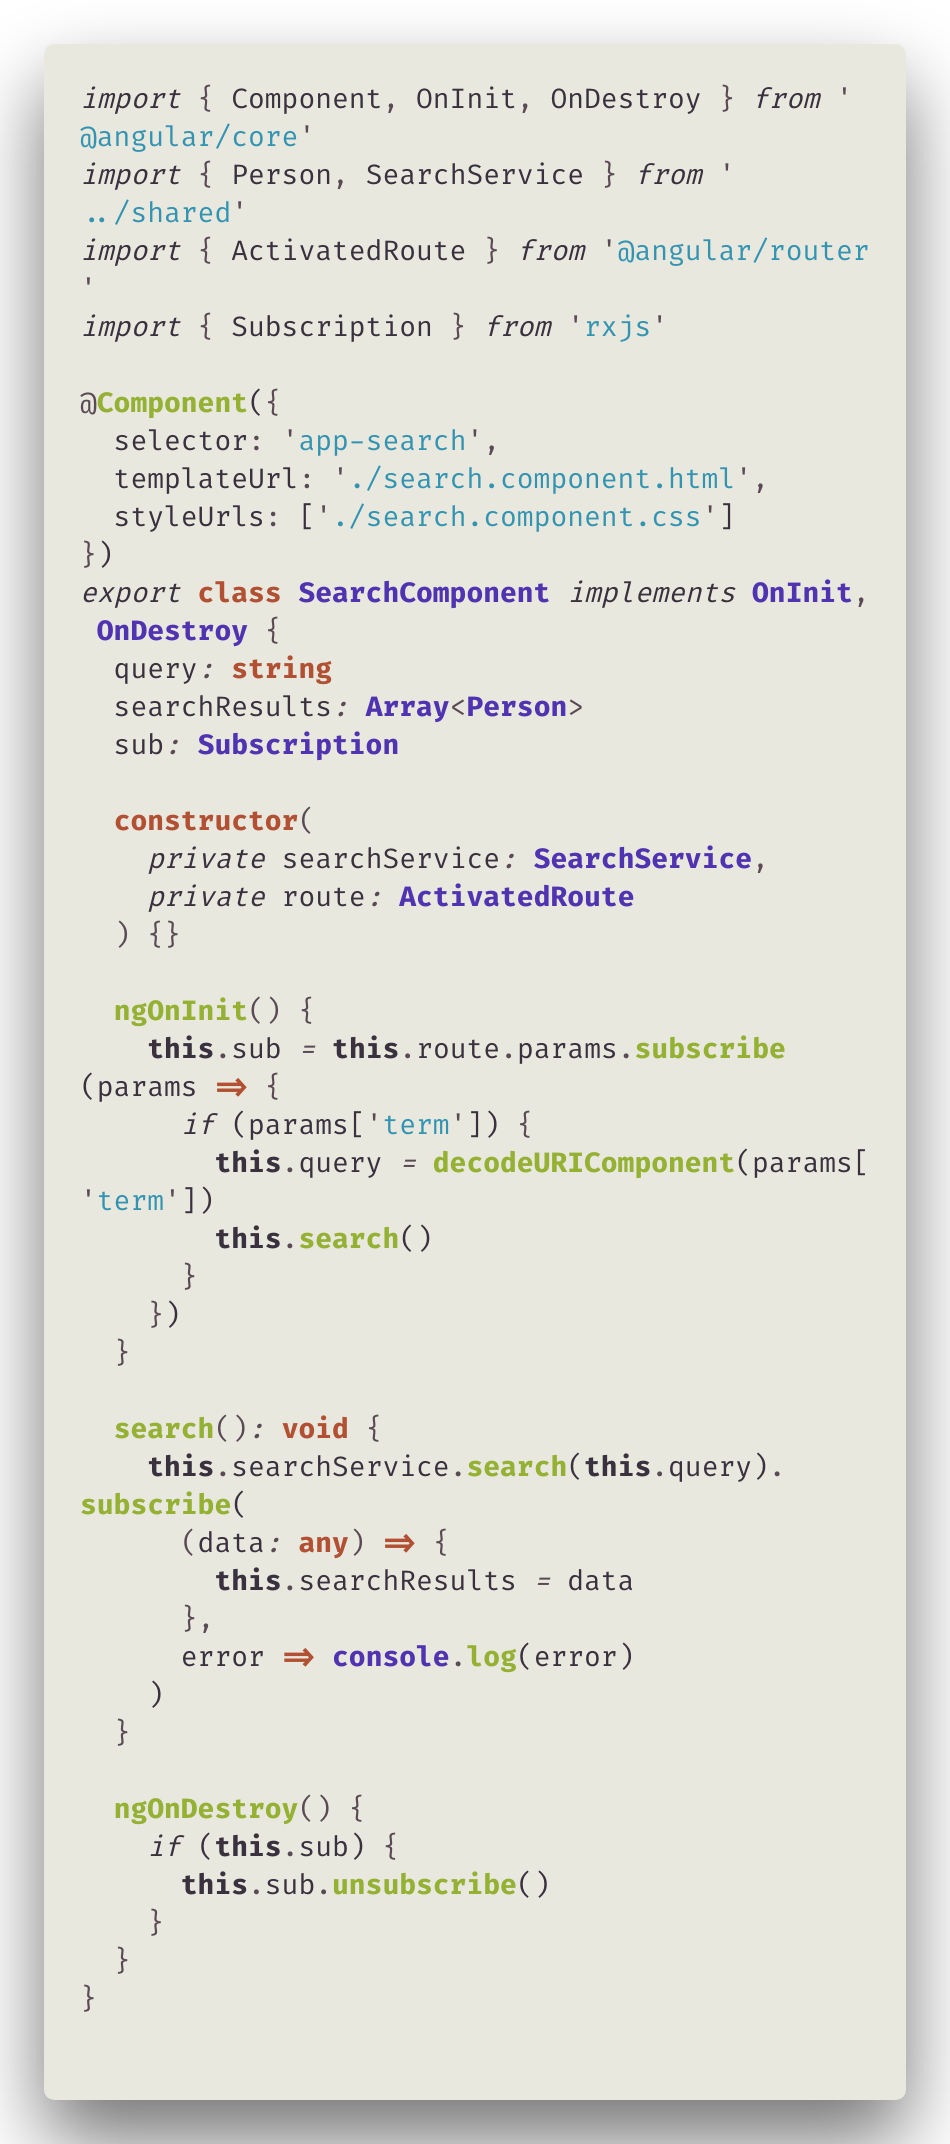 import { Component, OnInit, OnDestroy } from '
@angular/core'
import { Person, SearchService } from '
../shared'
import { ActivatedRoute } from '@angular/router
'
import { Subscription } from 'rxjs'

@Component({
  selector: 'app-search',
  templateUrl: './search.component.html',
  styleUrls: ['./search.component.css']
})
export class SearchComponent implements OnInit,
 OnDestroy {
  query: string
  searchResults: Array<Person>
  sub: Subscription

  constructor(
    private searchService: SearchService,
    private route: ActivatedRoute
  ) {}

  ngOnInit() {
    this.sub = this.route.params.subscribe
(params => {
      if (params['term']) {
        this.query = decodeURIComponent(params[
'term'])
        this.search()
      }
    })
  }

  search(): void {
    this.searchService.search(this.query).
subscribe(
      (data: any) => {
        this.searchResults = data
      },
      error => console.log(error)
    )
  }

  ngOnDestroy() {
    if (this.sub) {
      this.sub.unsubscribe()
    }
  }
}